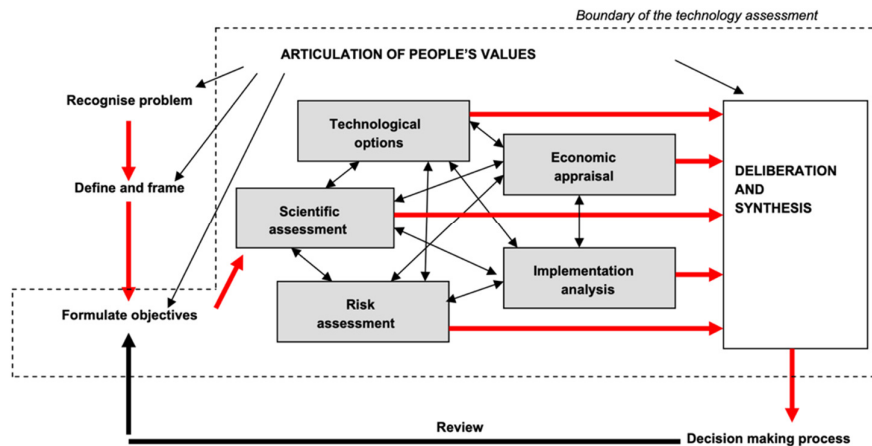 Boundary of the technology assessment
ARTICULATION OF PEOPLE'S VALUES
Recognise problem
Define and frame
Formulate objectives
Technological
options
Economic
appraisal
Scientific
assessment
Implementation
analysis
Risk
assessment
DELIBERATION
AND
SYNTHESIS
Review
Decision making process